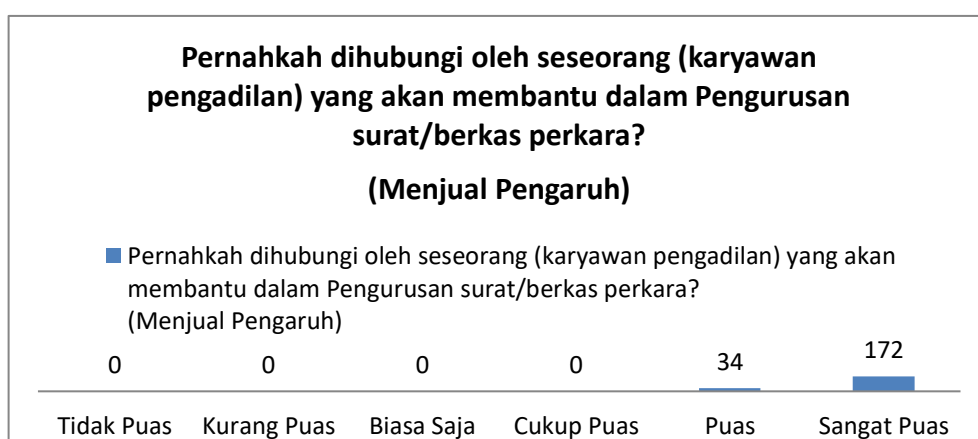 Pernahkah dihubungi oleh seseorang (karyawan
pengadilan) yang akan membantu dalam Pengurusan
surat/berkas perkara?
(Menjual Pengaruh)
Pernahkah dihubungi oleh seseorang (karyawan pengadilan) yang akan
membantu dalam Pengurusan surat/berkas perkara?
(Menjual Pengaruh)
0 0 0 0 34 172
Tidak Puas Kurang Puas Biasa Saja Cukup Puas Puas Sangat Puas